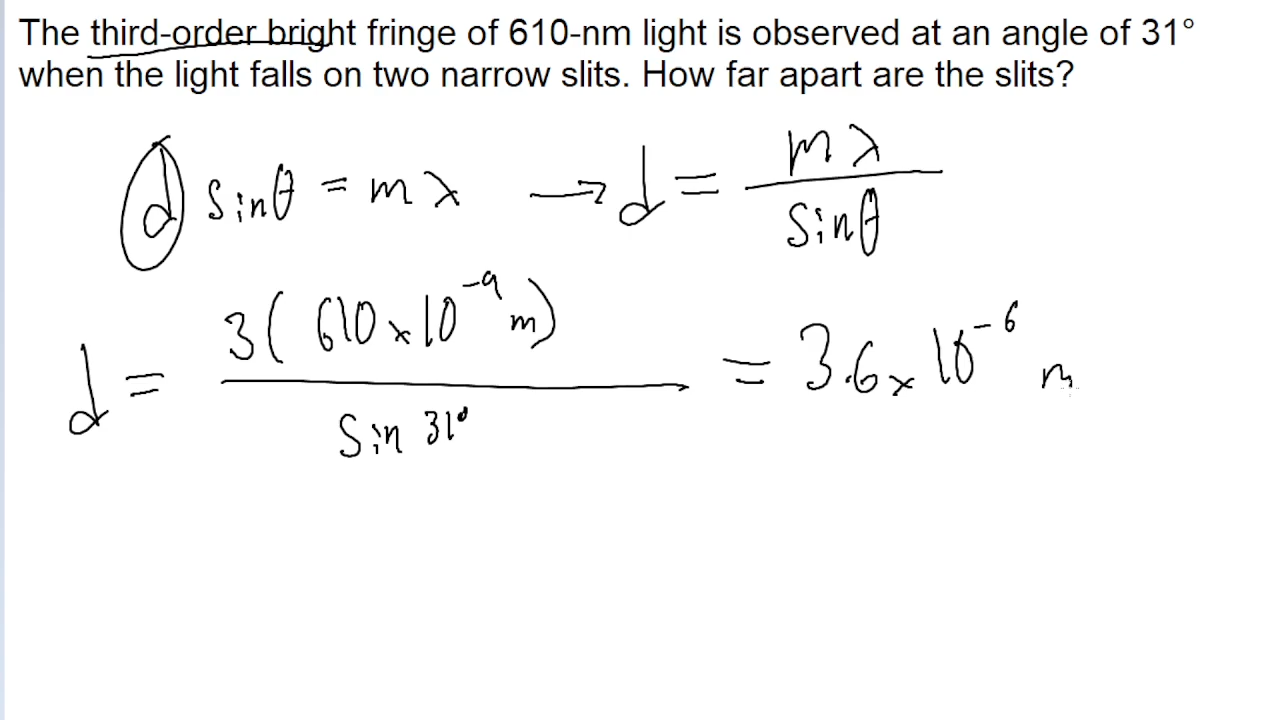 The third-order bright fringe of 610-nm light is observed at an angle of 31°
when the light falls on two narrow slits. How far apart are the slits?
d sinθ = mλ → d = mλ / sinθ
d = 3(610×10⁻⁹ m) / sin 31° = 3.6×10⁻⁶ m